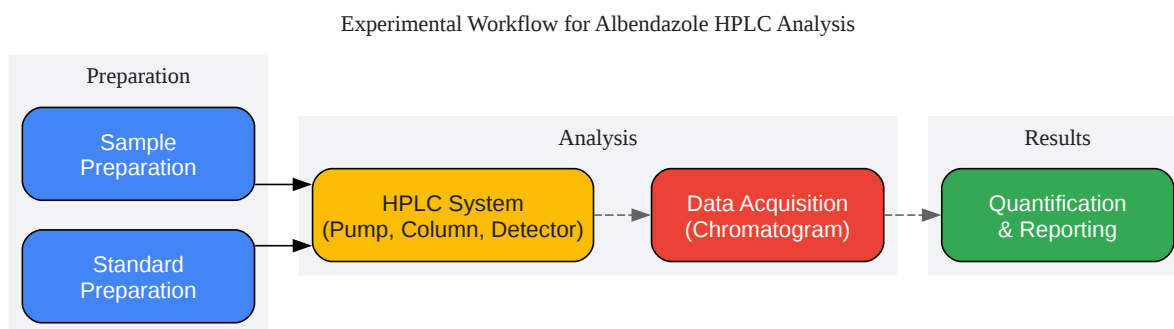 Experimental Workflow for Albendazole HPLC Analysis
Preparation
Sample
Preparation
Standard
Preparation
Analysis
HPLC System
(Pump, Column, Detector)
Data Acquisition
(Chromatogram)
Results
Quantification
& Reporting